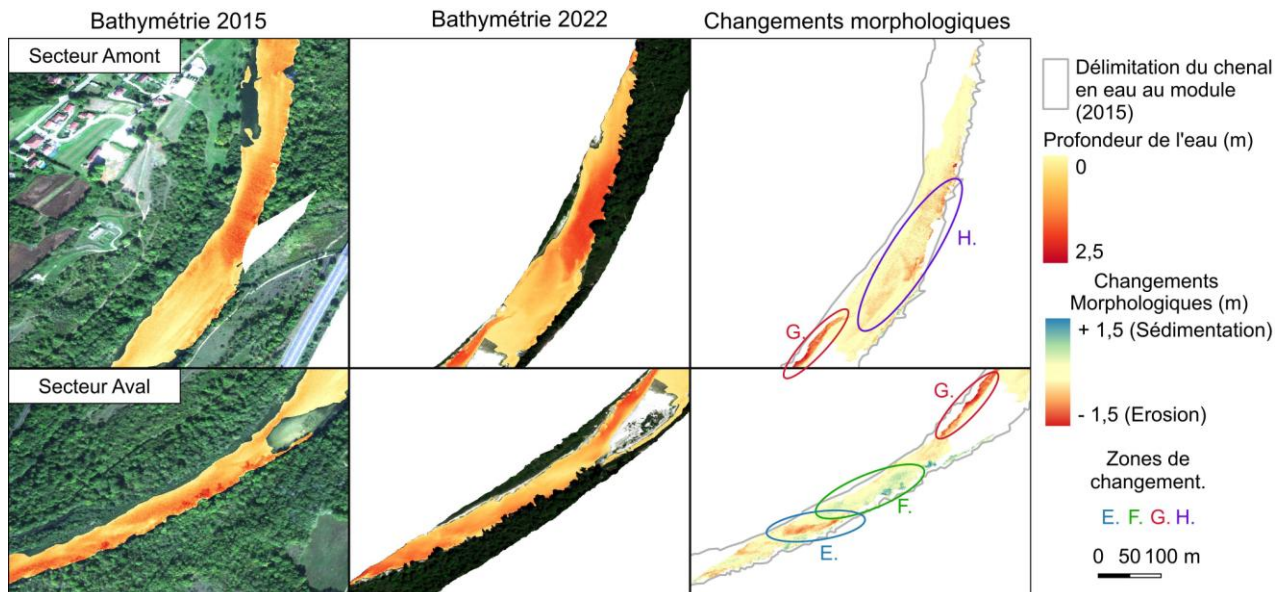 Bathymétrie 2015
Bathymétrie 2022
Changements morphologiques
Secteur Amont
H.
G.
Secteur Aval
G.
F.
E.
Délimitation du chenal
en eau au module
(2015)
Profondeur de l'eau (m)
0
2,5
Changements
Morphologiques (m)
+ 1,5 (Sédimentation)
- 1,5 (Erosion)
Zones de
changement.
E. F. G. H.
0 50 100 m